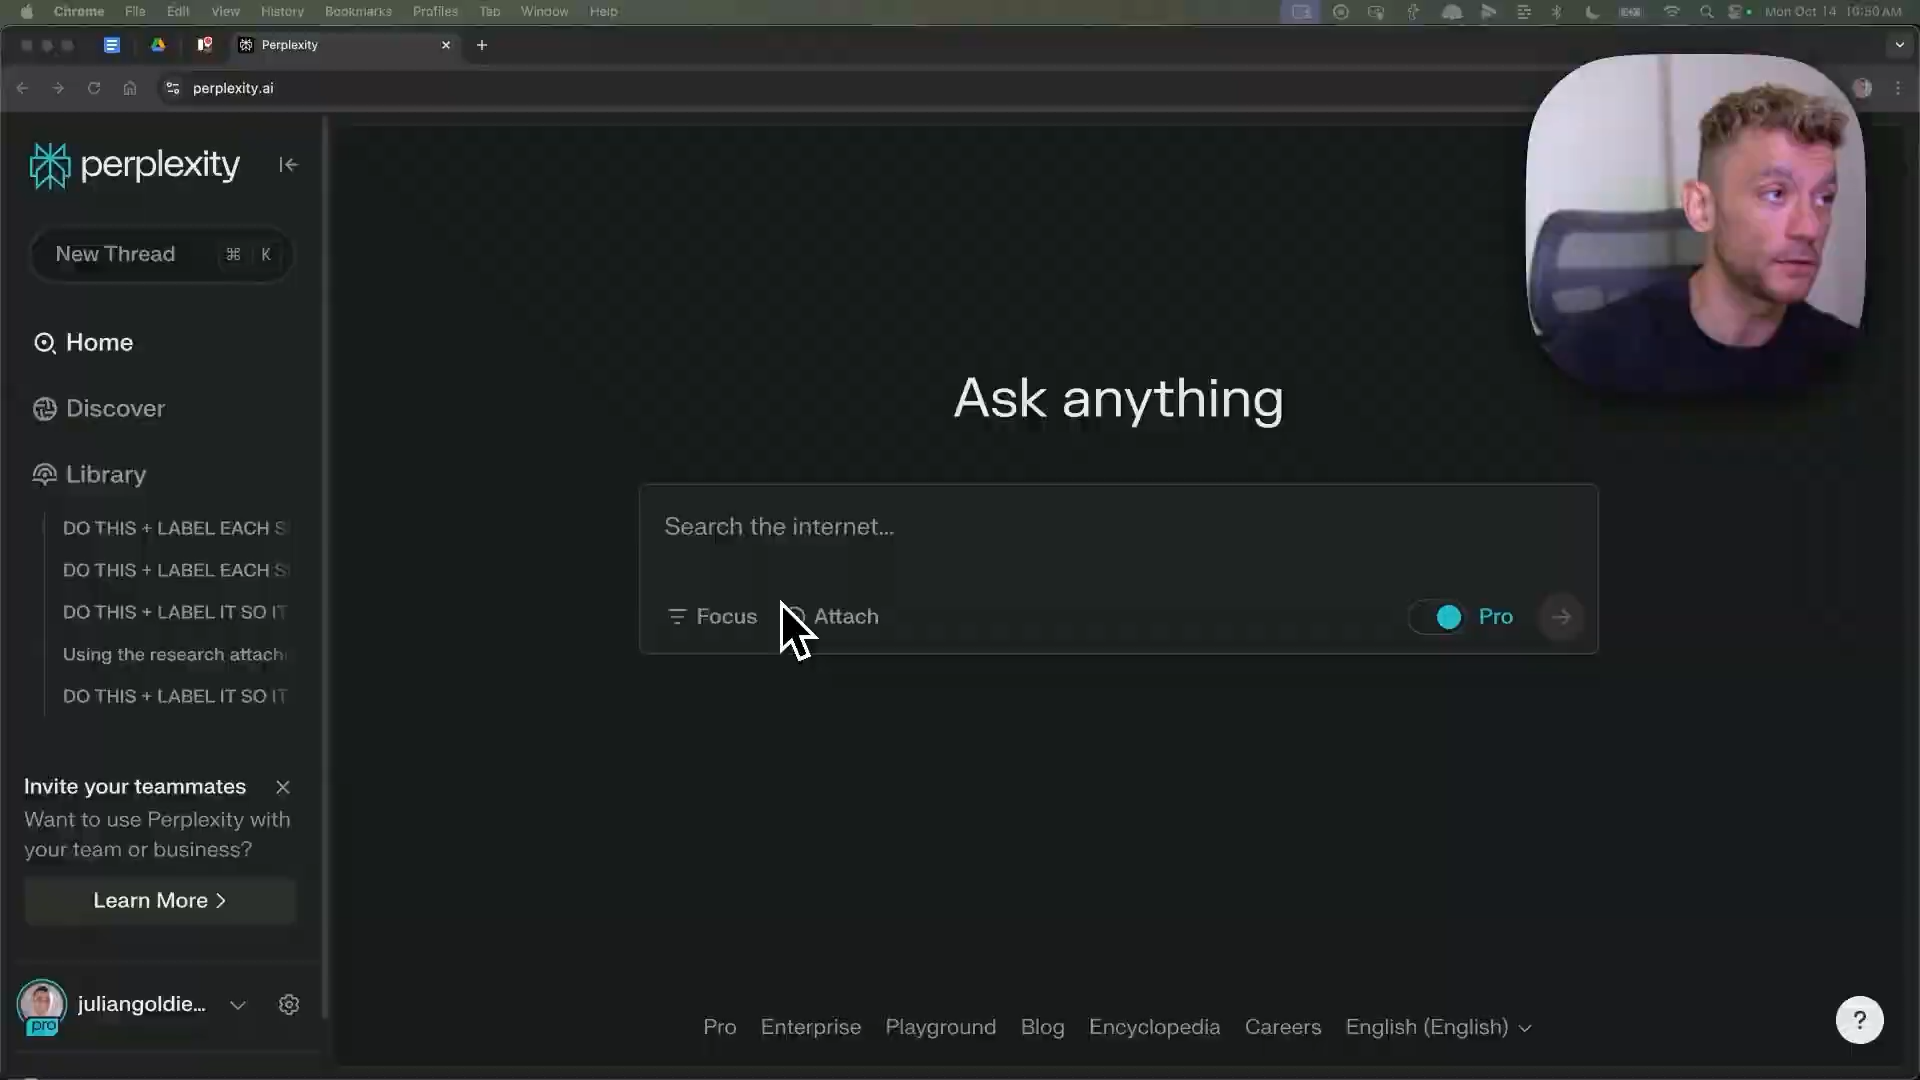 Chrome File Edit View History Bookmarks Profiles Tab Window Help Mon Oct 14 10:50 AM
Perplexity
perplexity.ai
perplexity
New Thread ⌘ K
Home
Discover
Library
DO THIS + LABEL EACH S
DO THIS + LABEL EACH S
DO THIS + LABEL IT SO IT
Using the research attach
DO THIS + LABEL IT SO IT
Invite your teammates
Want to use Perplexity with
your team or business?
Learn More >
juliangoldie...
pro
Ask anything
Search the internet...
Focus Attach Pro
Pro Enterprise Playground Blog Encyclopedia Careers English (English)
?